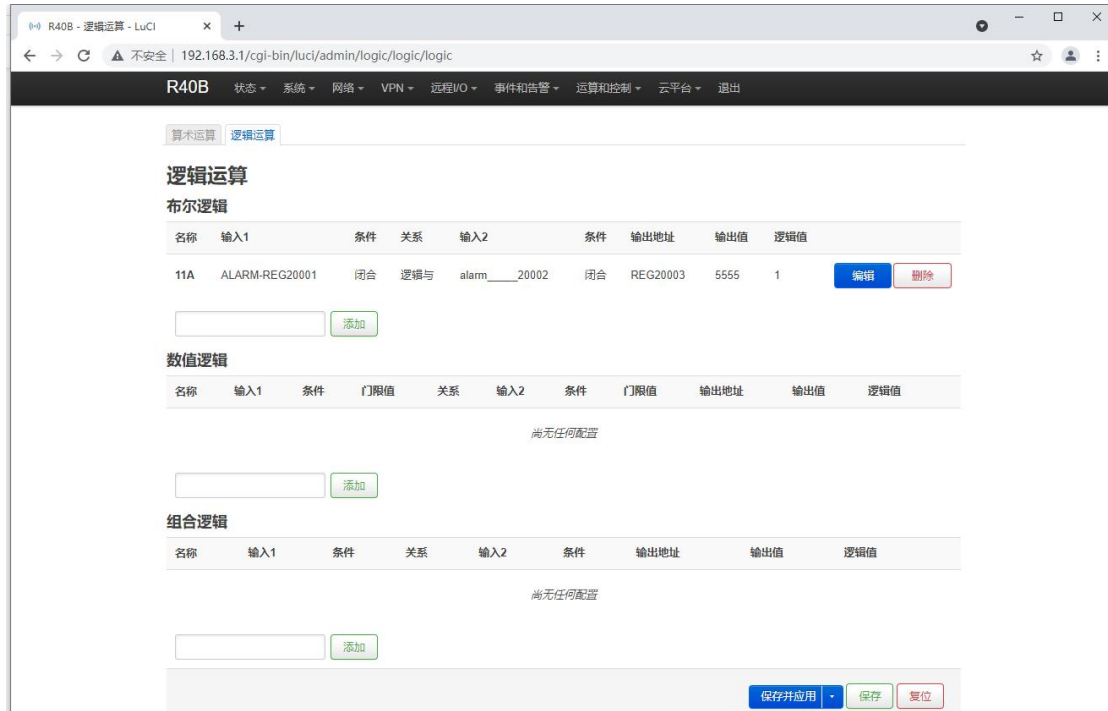 R40B - 逻辑运算 - LuCI
不安全 | 192.168.3.1/cgi-bin/luci/admin/logic/logic/logic
R40B 状态 系统 网络 VPN 远程I/O 事件和告警 运算和控制 云平台 退出
算术运算 逻辑运算
逻辑运算
布尔逻辑
名称 输入1 条件 关系 输入2 条件 输出地址 输出值 逻辑值
11A ALARM-REG20001 闭合 逻辑与 alarm_____20002 闭合 REG20003 5555 1 编辑 删除
添加
数值逻辑
名称 输入1 条件 门限值 关系 输入2 条件 门限值 输出地址 输出值 逻辑值
尚无任何配置
添加
组合逻辑
名称 输入1 条件 关系 输入2 条件 输出地址 输出值 逻辑值
尚无任何配置
添加
保存并应用 保存 复位